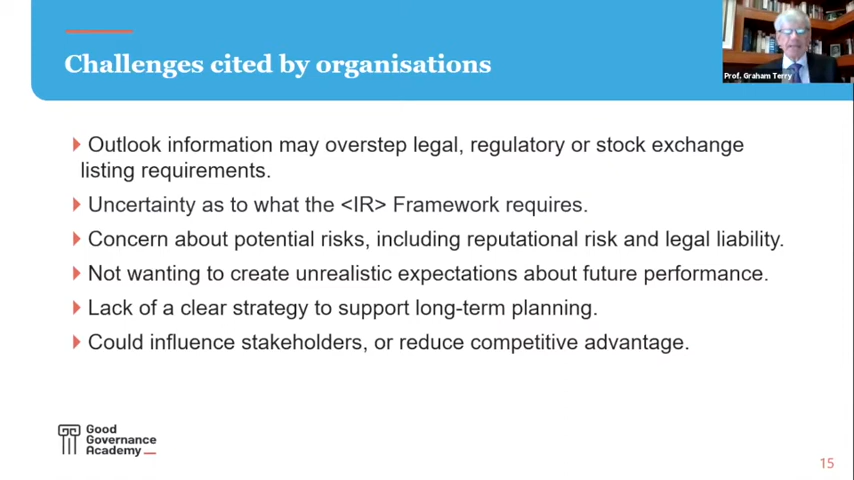 Challenges cited by organisations
Prof. Graham Terry
Outlook information may overstep legal, regulatory or stock exchange
listing requirements.
Uncertainty as to what the <IR> Framework requires.
Concern about potential risks, including reputational risk and legal liability.
Not wanting to create unrealistic expectations about future performance.
Lack of a clear strategy to support long-term planning.
Could influence stakeholders, or reduce competitive advantage.
Good
Governance
Academy
15